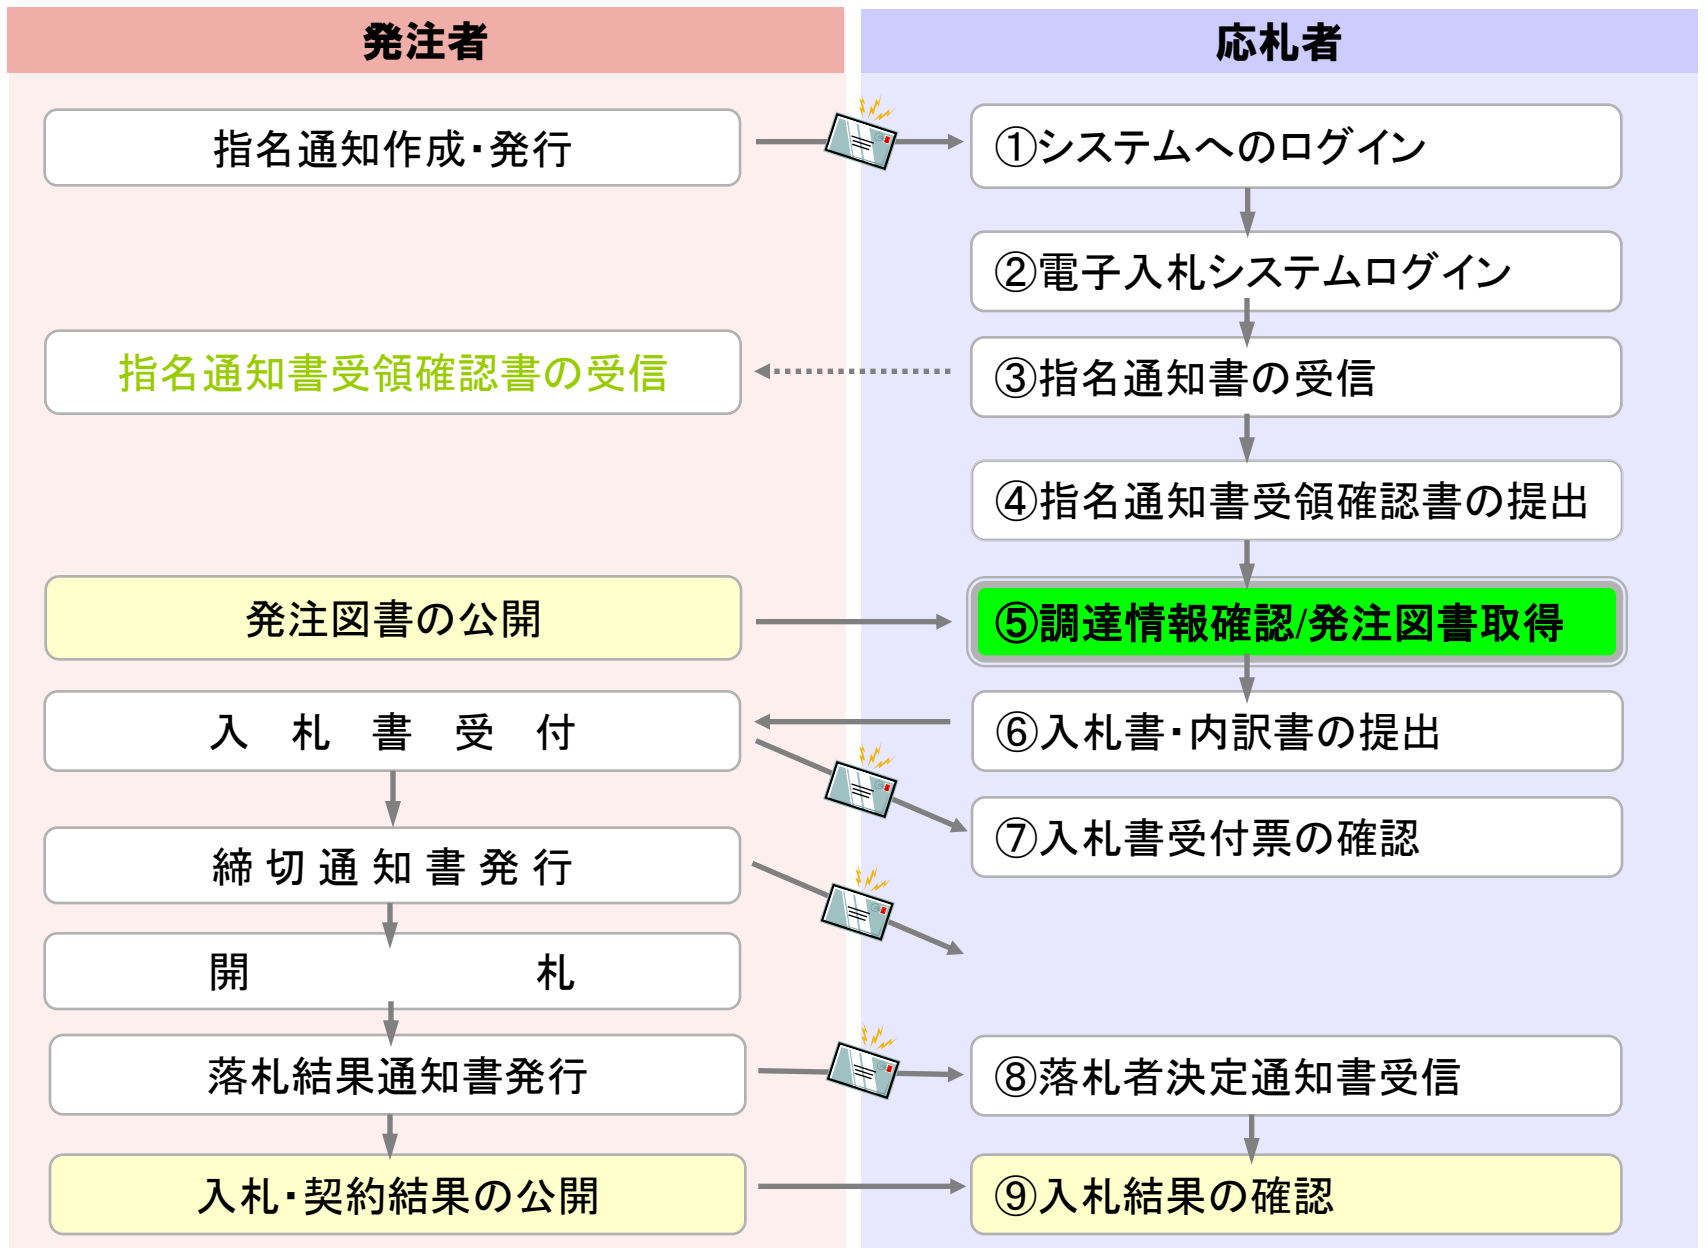 発注者
応札者
指名通知作成・発行
①システムへのログイン
②電子入札システムログイン
指名通知書受領確認書の受信
③指名通知書の受信
④指名通知書受領確認書の提出
発注図書の公開
⑤調達情報確認/発注図書取得
入 札 書 受 付
⑥入札書・内訳書の提出
⑦入札書受付票の確認
締切通知書発行
開 札
落札結果通知書発行
⑧落札者決定通知書受信
入札・契約結果の公開
⑨入札結果の確認